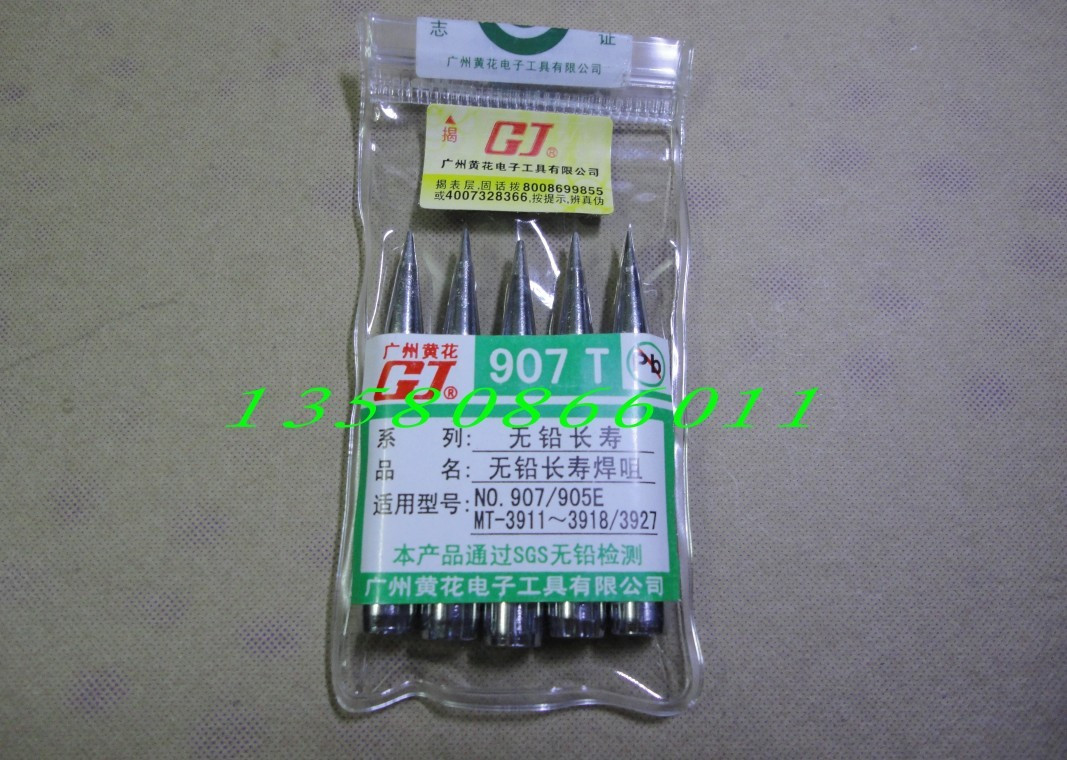 志 证
广州黄花电子工具有限公司
揭
GJ®
广州黄花电子工具有限公司
揭表层,固话拨8008699855
或4007328366,按提示,辨真伪
广州黄花
GJ®
907 T
Pb
13580866011
系 列: 无铅长寿
品 名: 无铅长寿焊咀
适用型号: NO. 907/905E
MT-3911～3918/3927
本产品通过SGS无铅检测
广州黄花电子工具有限公司